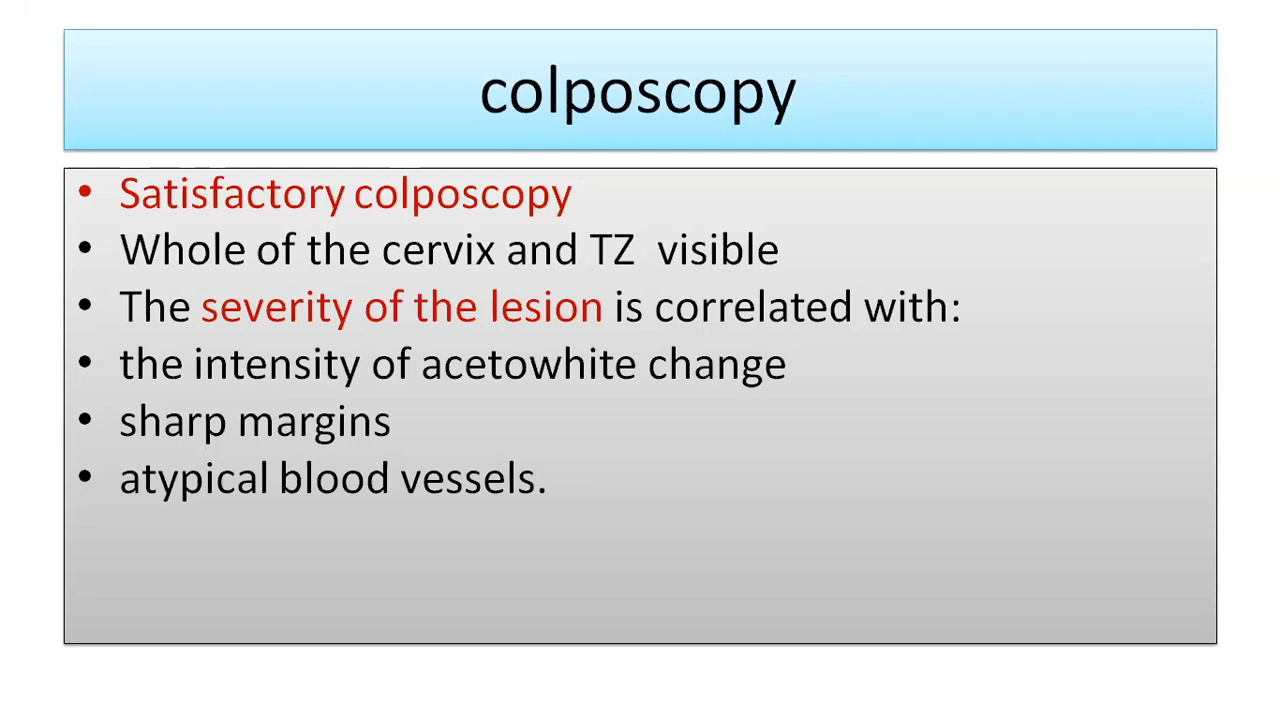 colposcopy
• Satisfactory colposcopy
• Whole of the cervix and TZ  visible
• The severity of the lesion is correlated with:
• the intensity of acetowhite change
• sharp margins
• atypical blood vessels.